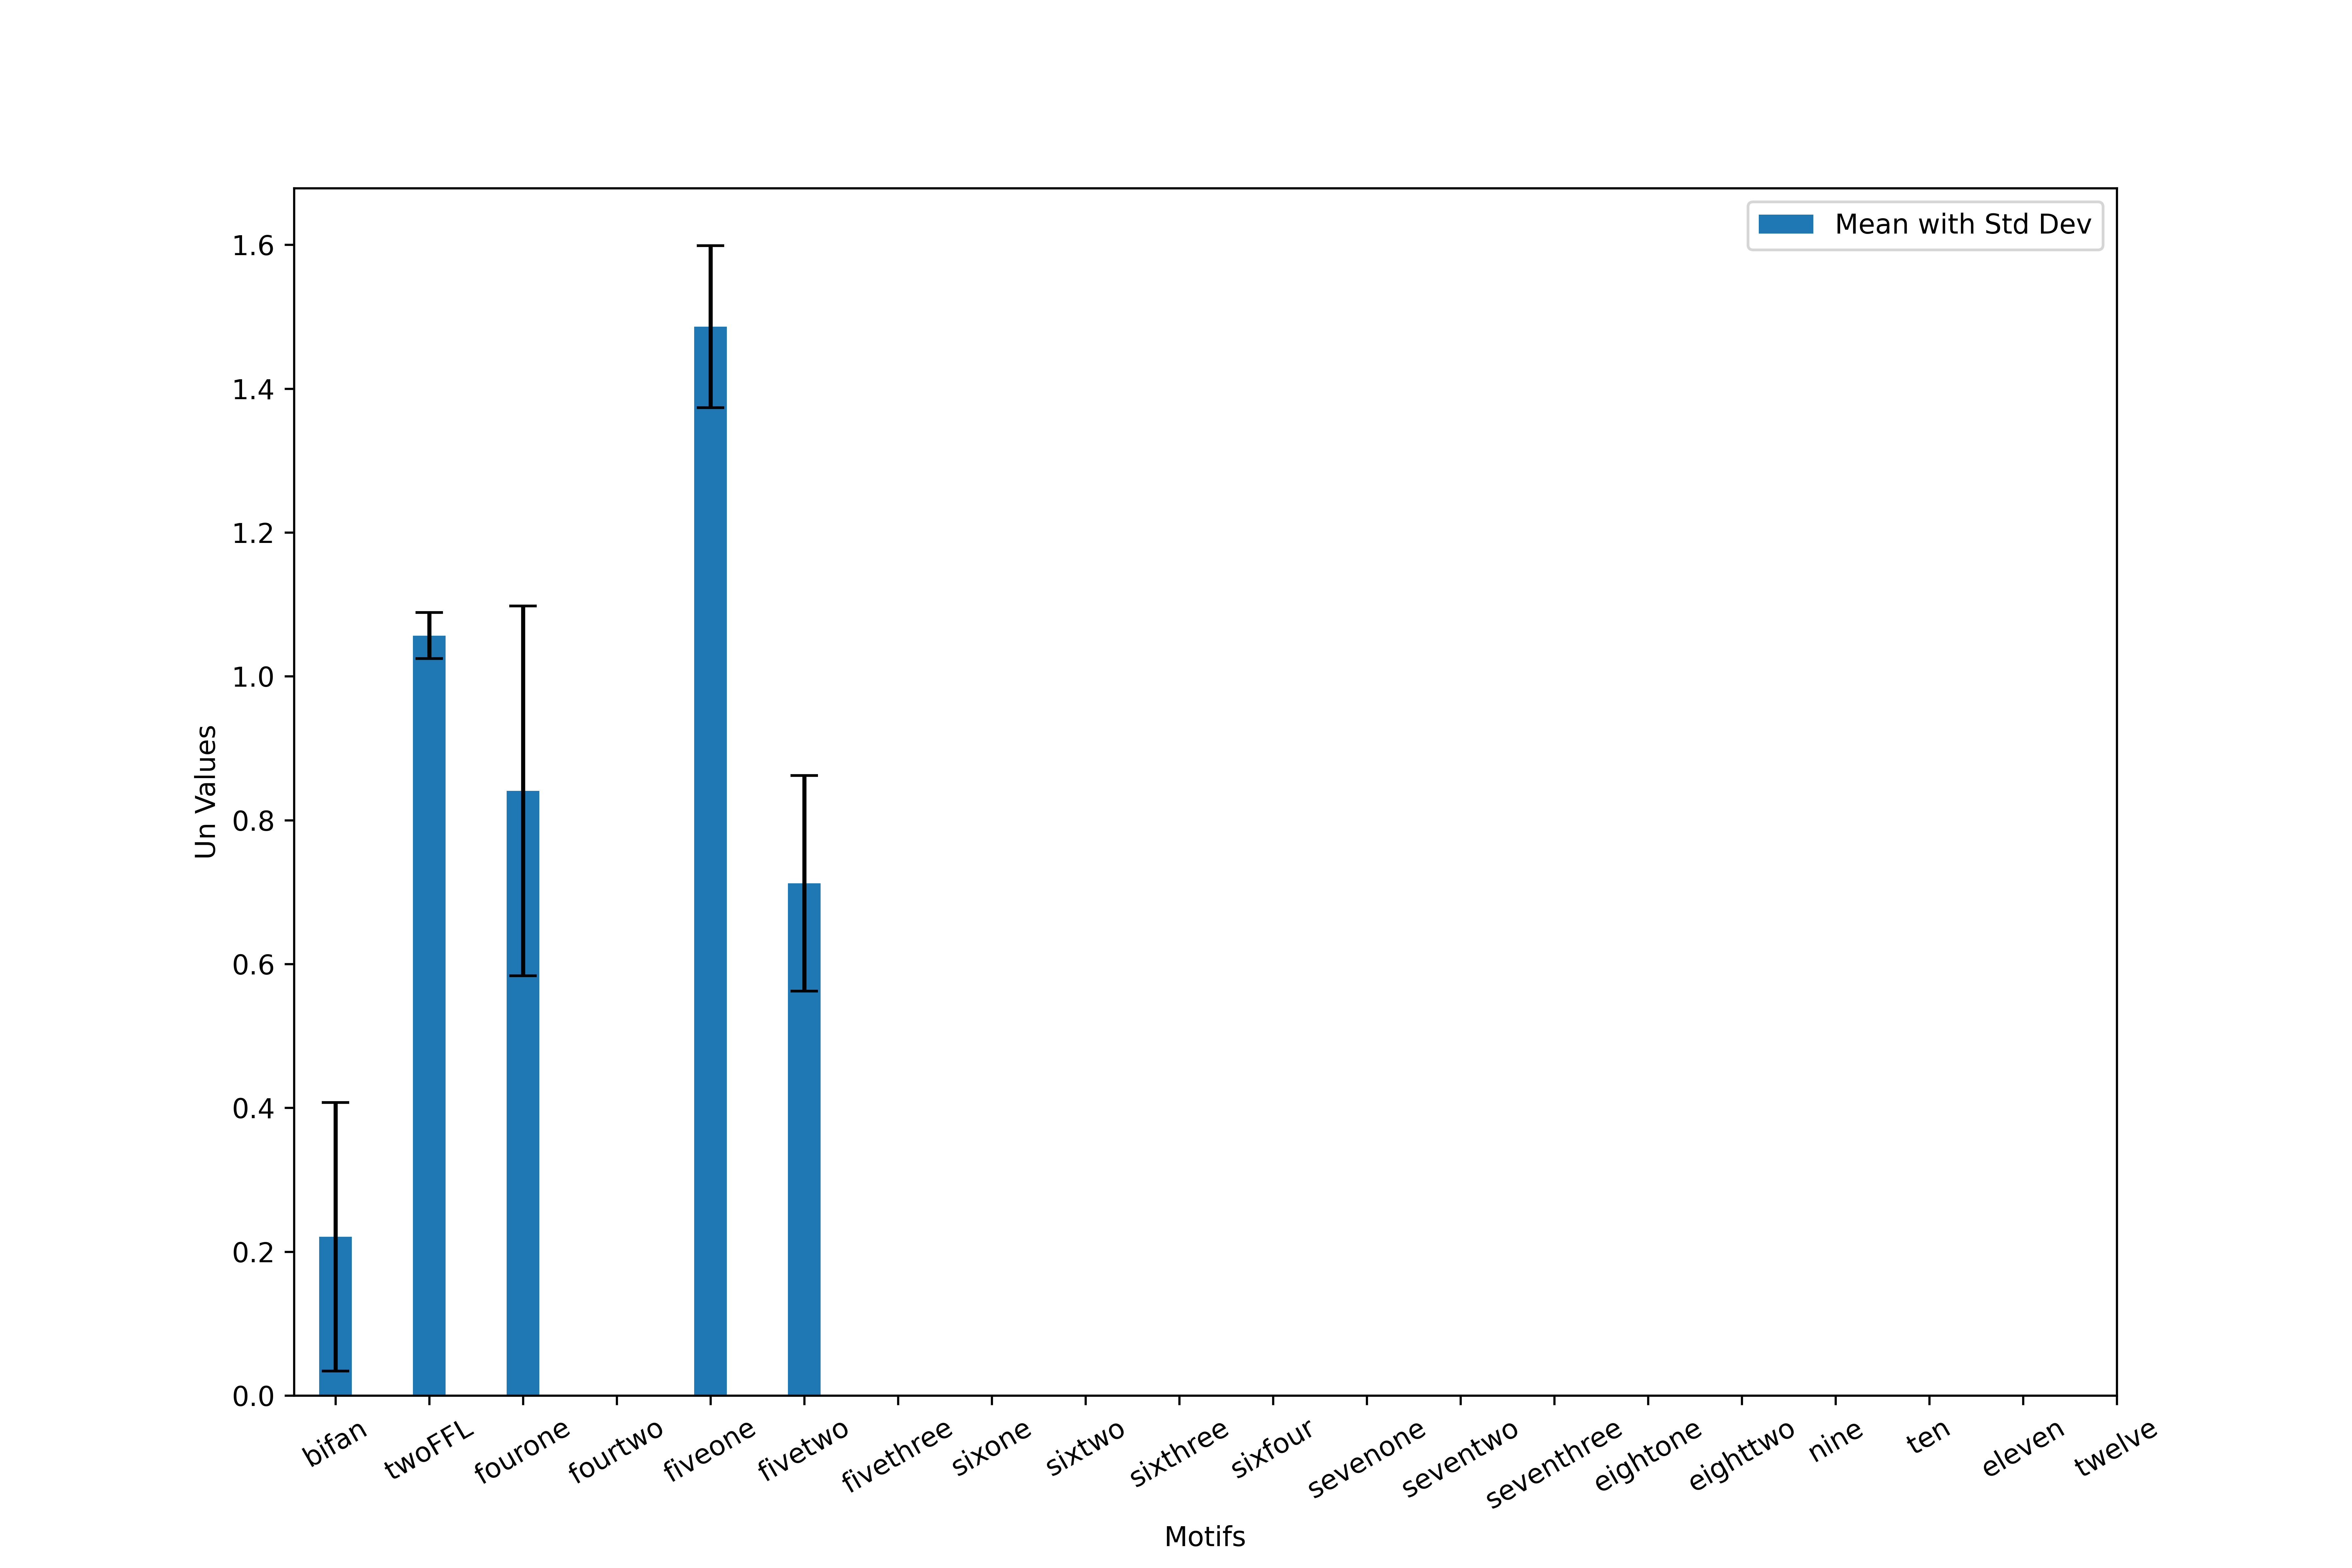 Mean with Std Dev
1.6
1.4
1.2
1.0
0.8
0.6
0.4
0.2
0.0
Un Values
bifan
twoFFL
fourone
fourtwo
fiveone
fivetwo
fivethree
sixone
sixtwo
sixthree
sixfour
sevenone
seventwo
seventhree
eightone
eighttwo
nine
ten
eleven
twelve
Motifs